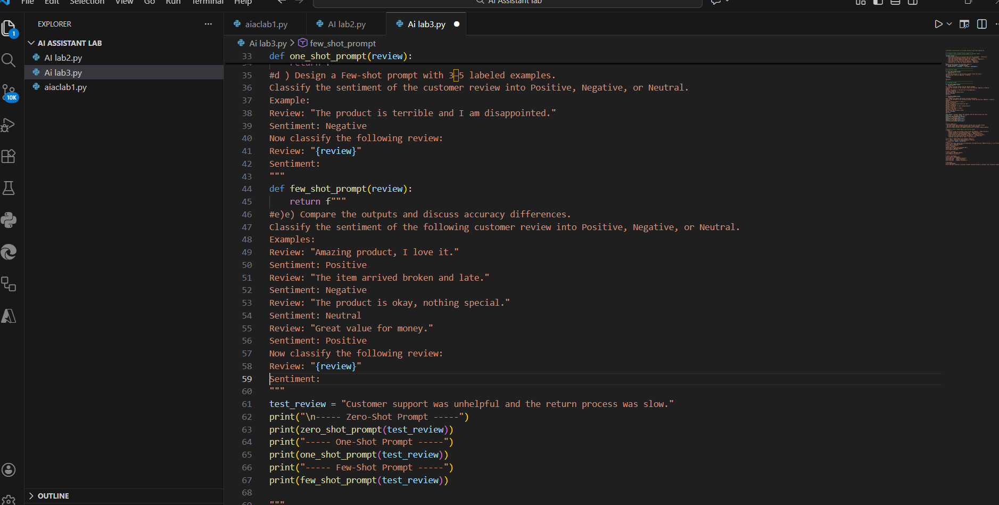 File Edit Selection View Go Run Terminal Help
AI Assistant lab
EXPLORER
1
AI ASSISTANT LAB
AI lab2.py
Ai lab3.py
aiaclab1.py
10K
OUTLINE
aiaclab1.py AI lab2.py Ai lab3.py
Ai lab3.py > few_shot_prompt
33 def one_shot_prompt(review):
35 #d ) Design a Few-shot prompt with 3–5 labeled examples.
36 Classify the sentiment of the customer review into Positive, Negative, or Neutral.
37 Example:
38 Review: "The product is terrible and I am disappointed."
39 Sentiment: Negative
40 Now classify the following review:
41 Review: "{review}"
42 Sentiment:
43 """
44 def few_shot_prompt(review):
45 return f"""
46 #e)e) Compare the outputs and discuss accuracy differences.
47 Classify the sentiment of the following customer review into Positive, Negative, or Neutral.
48 Examples:
49 Review: "Amazing product, I love it."
50 Sentiment: Positive
51 Review: "The item arrived broken and late."
52 Sentiment: Negative
53 Review: "The product is okay, nothing special."
54 Sentiment: Neutral
55 Review: "Great value for money."
56 Sentiment: Positive
57 Now classify the following review:
58 Review: "{review}"
59 Sentiment:
60 """
61 test_review = "Customer support was unhelpful and the return process was slow."
62 print("\n----- Zero-Shot Prompt -----")
63 print(zero_shot_prompt(test_review))
64 print("----- One-Shot Prompt -----")
65 print(one_shot_prompt(test_review))
66 print("----- Few-Shot Prompt -----")
67 print(few_shot_prompt(test_review))
68
69 """